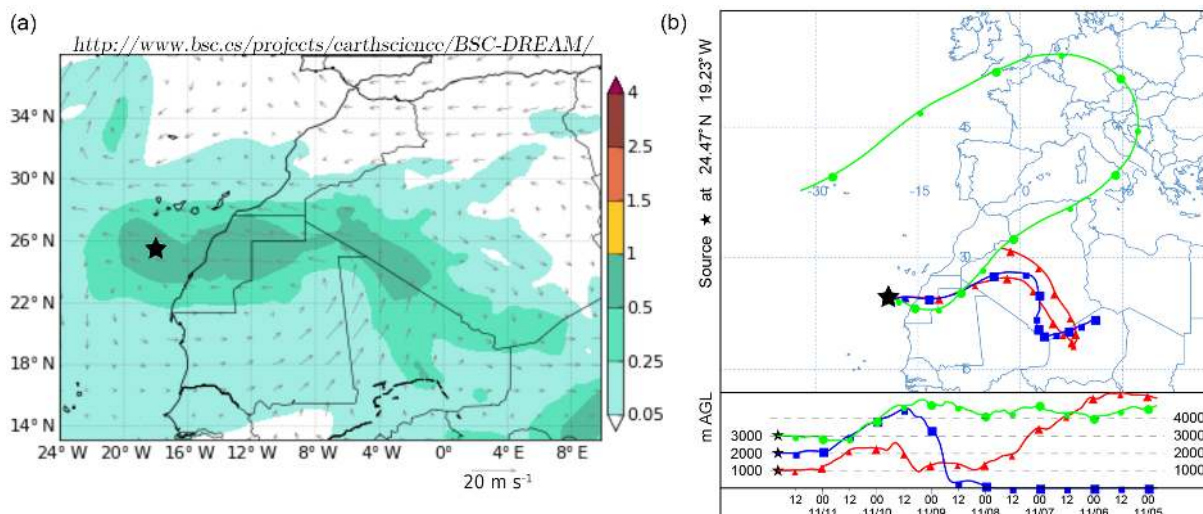 (a)
http://www.bsc.es/projects/earthscience/BSC-DREAM/
34° N
30° N
26° N
22° N
18° N
14° N
24° W 20° W 16° W 12° W 8° W 4° W 0° 4° E 8° E
20 m s⁻¹
4
2.5
1.5
1
0.5
0.25
0.05
(b)
Source ★ at 24.47°N 19.23°W
45
-30 -15 0 15
30
15
m AGL
3000
2000
1000
4000
3000
2000
1000
12 00 12 00 12 00 12 00 12 00 12 00 12 00
11/11 11/10 11/09 11/08 11/07 11/06 11/05